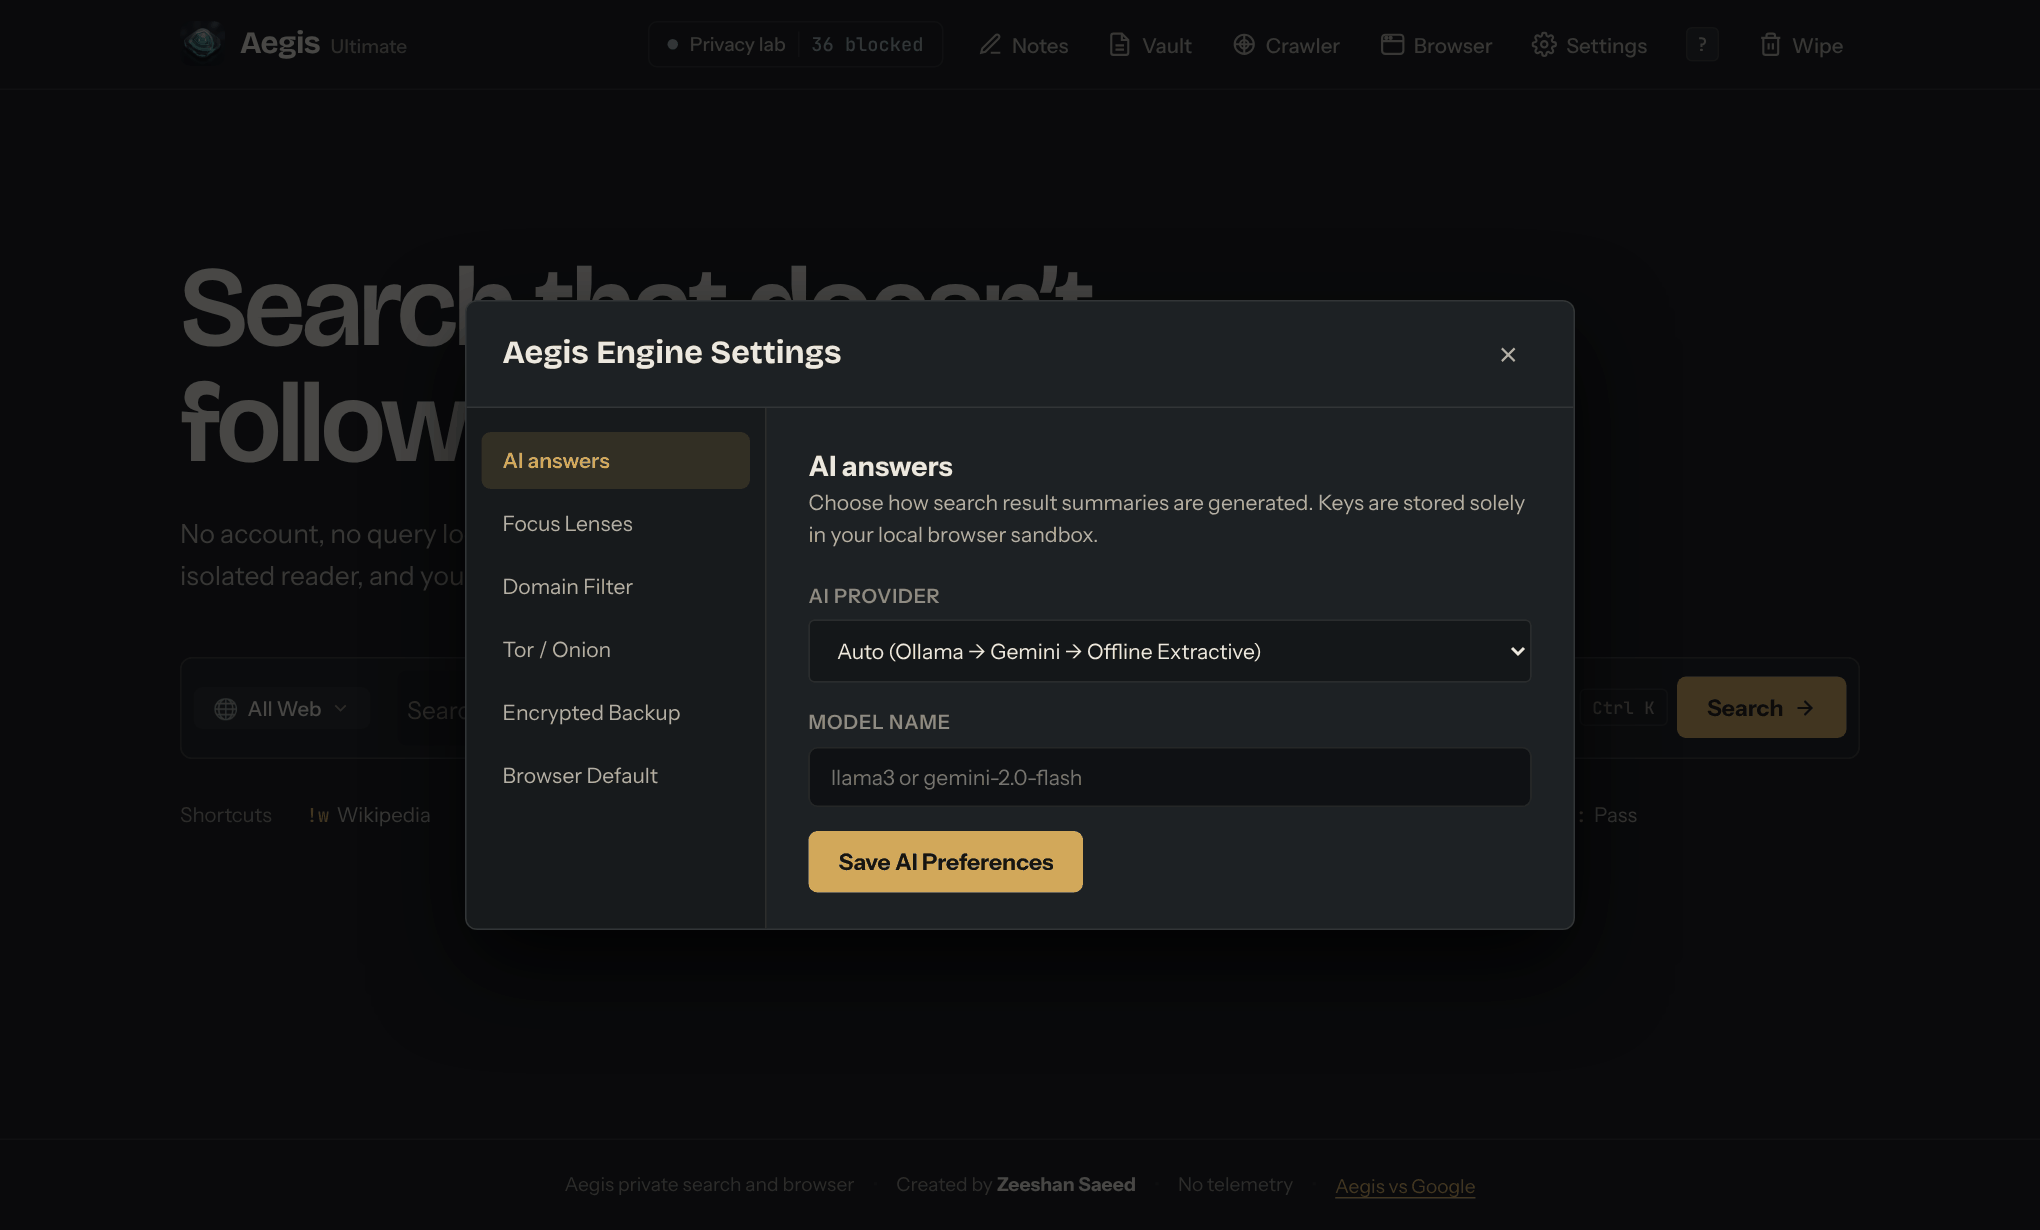 Aegis Ultimate
Privacy lab 36 blocked
Notes
Vault
Crawler
Browser
Settings
?
Wipe
Search that doesn't
follow
No account, no query lo
isolated reader, and you
All Web
Searc
Ctrl K
Search →
Shortcuts
!w Wikipedia
: Pass
Aegis Engine Settings
×
AI answers
Focus Lenses
Domain Filter
Tor / Onion
Encrypted Backup
Browser Default
AI answers
Choose how search result summaries are generated. Keys are stored solely
in your local browser sandbox.
AI PROVIDER
Auto (Ollama → Gemini → Offline Extractive)
MODEL NAME
llama3 or gemini-2.0-flash
Save AI Preferences
Aegis private search and browser · Created by Zeeshan Saeed · No telemetry · Aegis vs Google